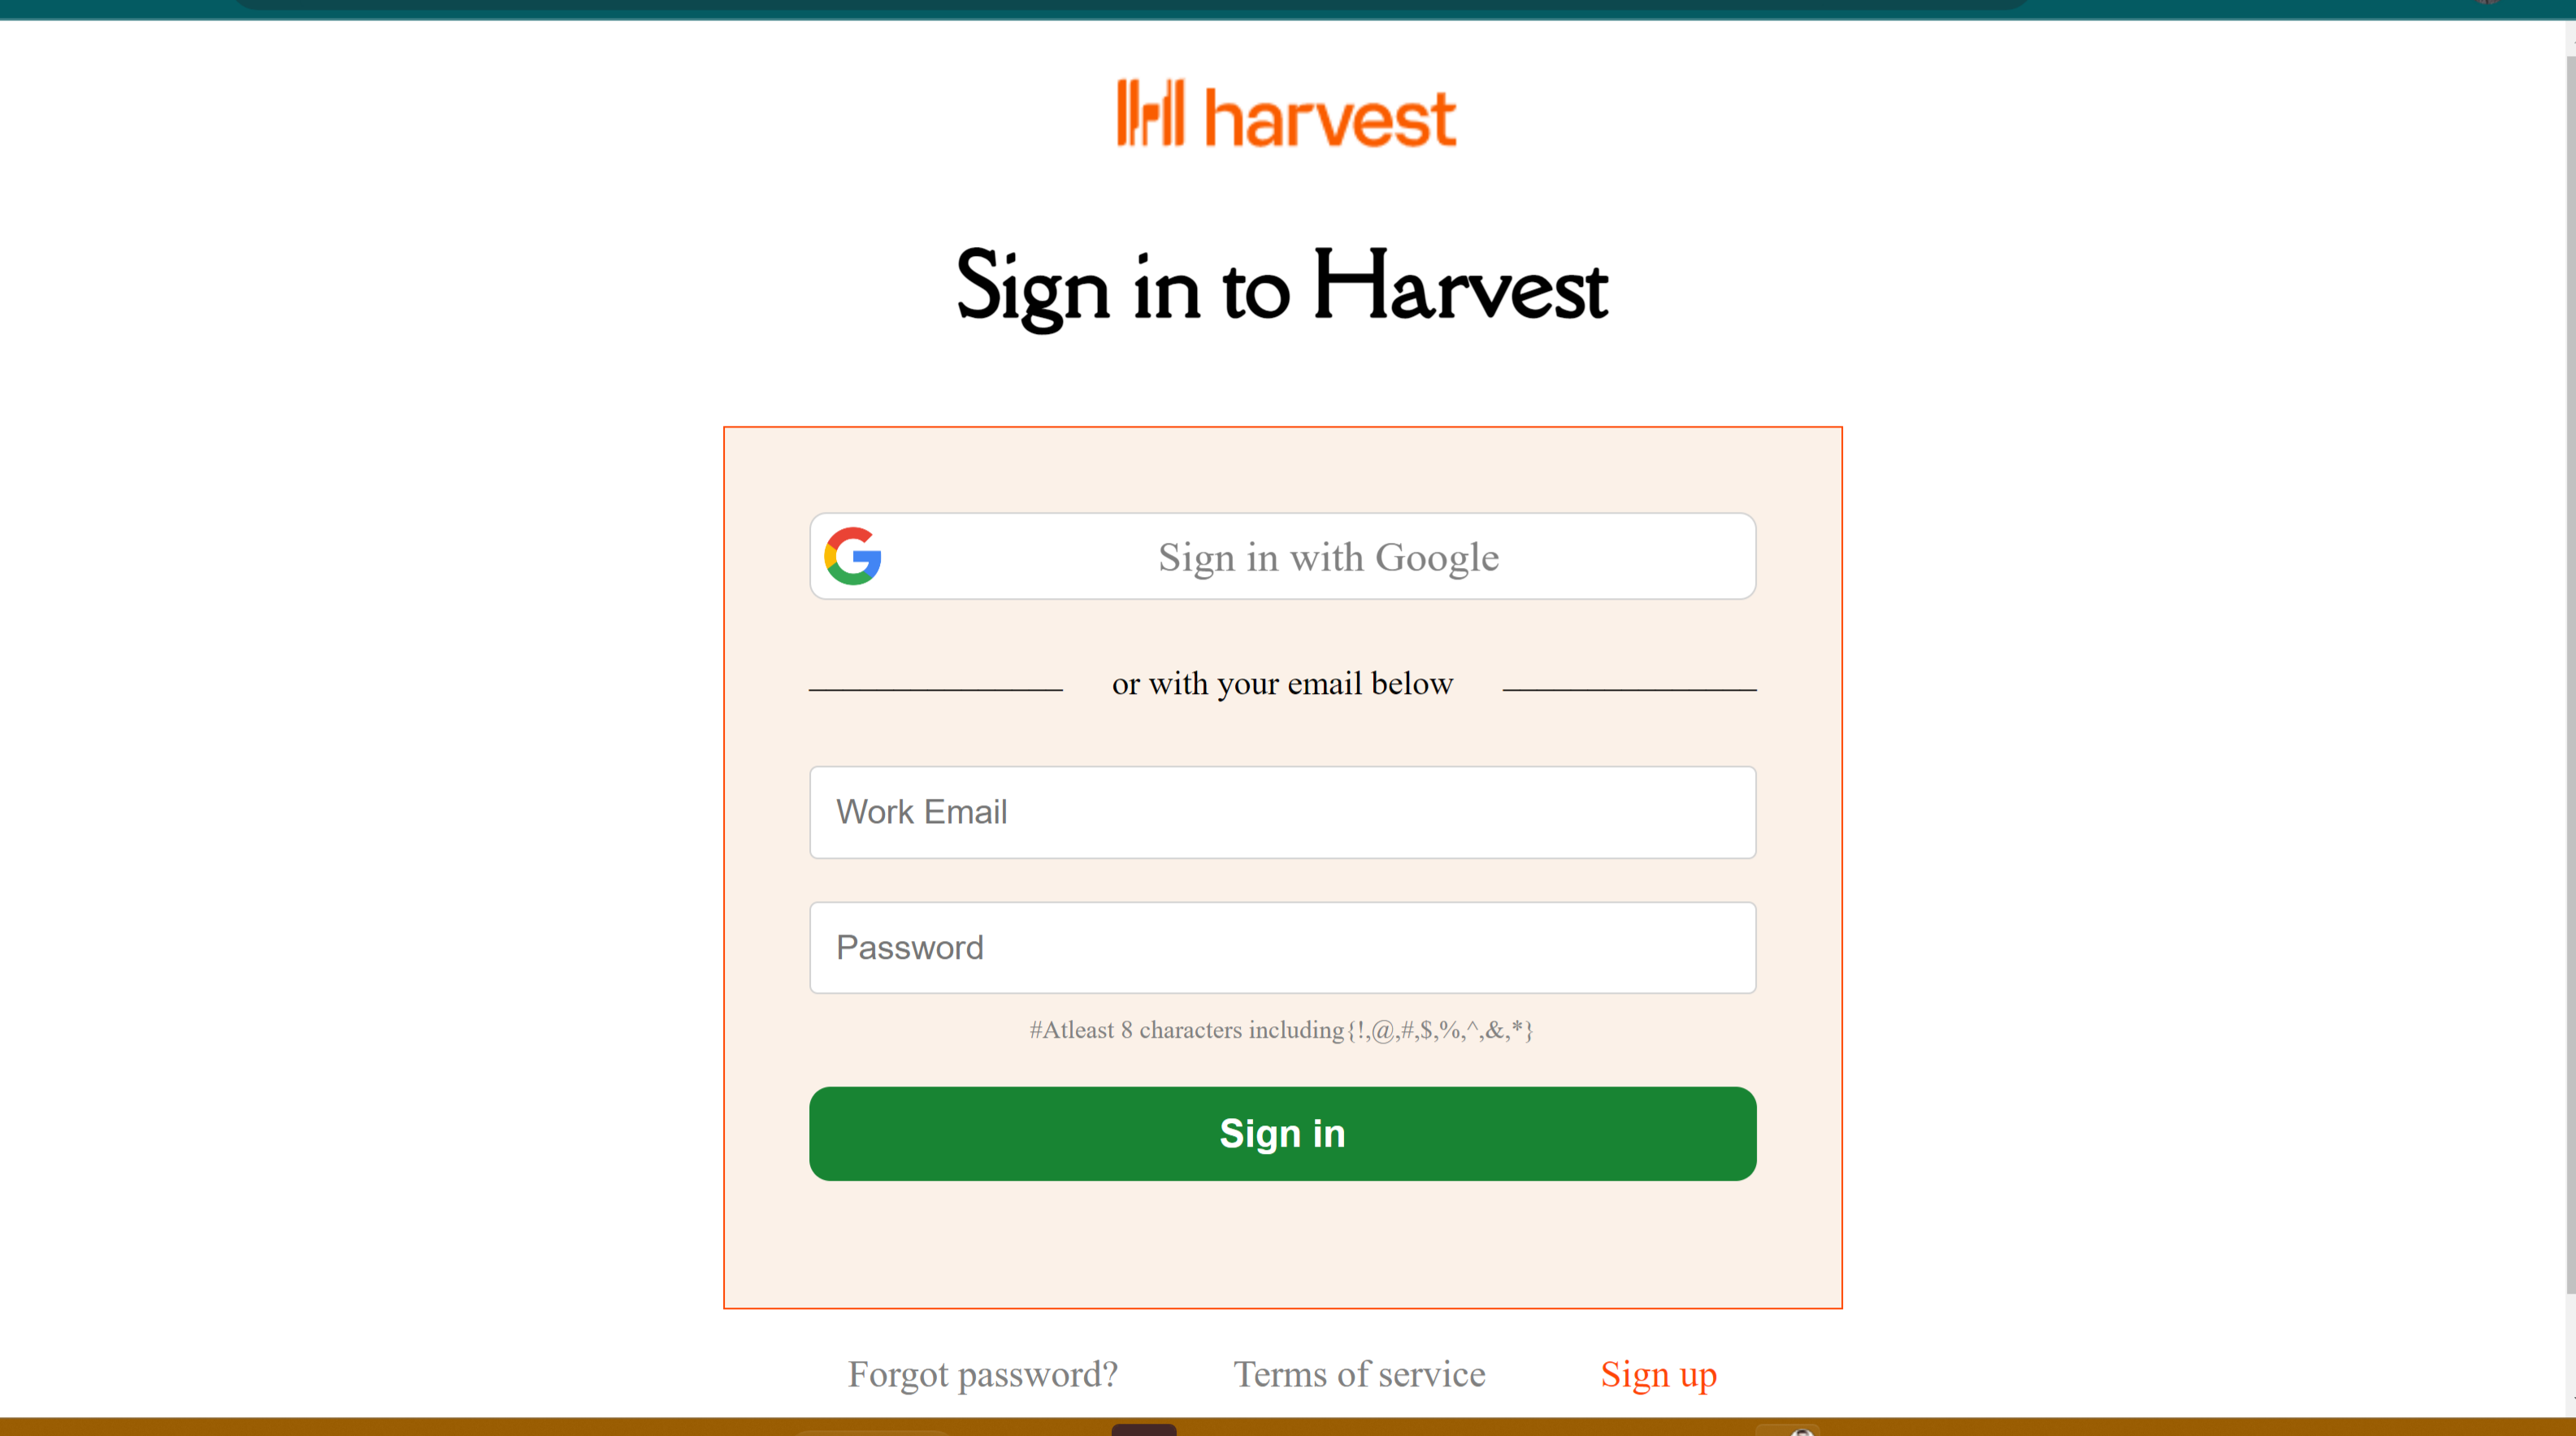 harvest
Sign in to Harvest
Sign in with Google
or with your email below
Work Email
Password
#Atleast 8 characters including{!,@,#,$,%,^,&,*}
Sign in
Forgot password? Terms of service Sign up